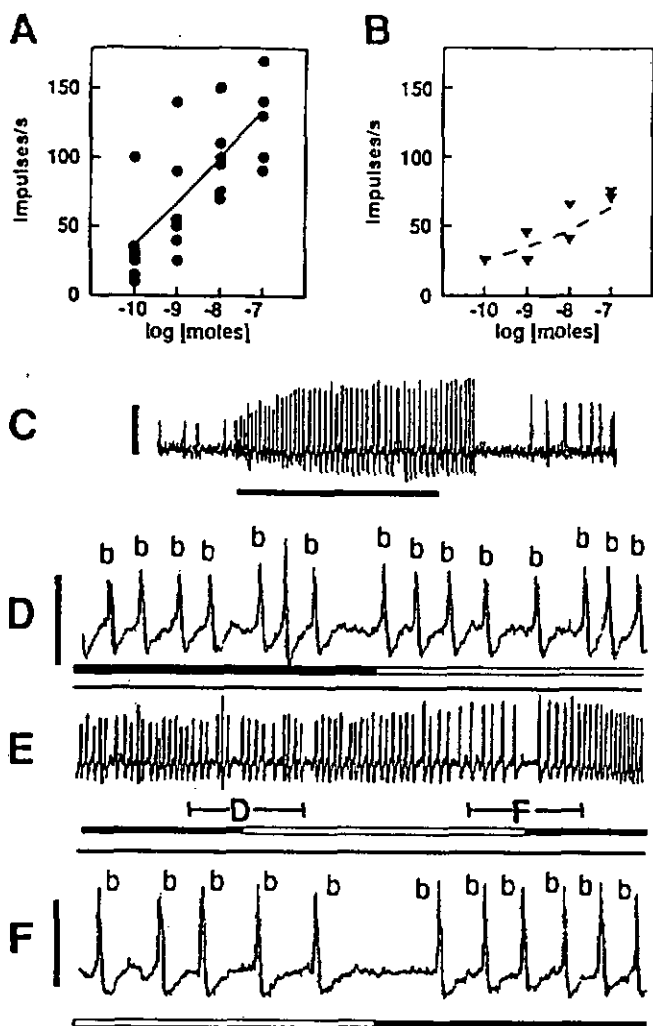 A
B
Impulses/s
150
100
50
0
-10 -9 -8 -7
log [moles]
Impulses/s
150
100
50
0
-10 -9 -8 -7
log [moles]
C
b b b b b b b b b b b b b b
D
E
D F
b b b b b b b b b b b
F